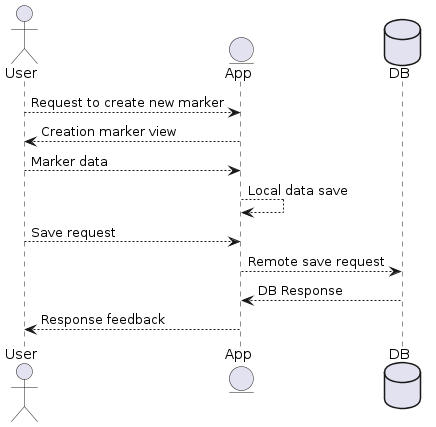 User
App
DB
Request to create new marker
Creation marker view
Marker data
Local data save
Save request
Remote save request
DB Response
Response feedback
User
App
DB